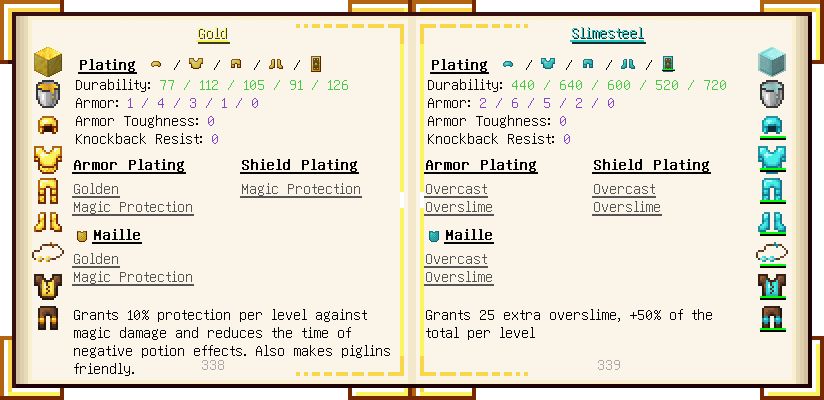 Gold
Plating / / / /
Durability: 77 / 112 / 105 / 91 / 126
Armor: 1 / 4 / 3 / 1 / 0
Armor Toughness: 0
Knockback Resist: 0
Armor Plating
Golden
Magic Protection
Shield Plating
Magic Protection
Maille
Golden
Magic Protection
Grants 10% protection per level against
magic damage and reduces the time of
negative potion effects. Also makes piglins
friendly.
338
Slimesteel
Plating / / / /
Durability: 440 / 640 / 600 / 520 / 720
Armor: 2 / 6 / 5 / 2 / 0
Armor Toughness: 0
Knockback Resist: 0
Armor Plating
Overcast
Overslime
Shield Plating
Overcast
Overslime
Maille
Overcast
Overslime
Grants 25 extra overslime, +50% of the
total per level
339